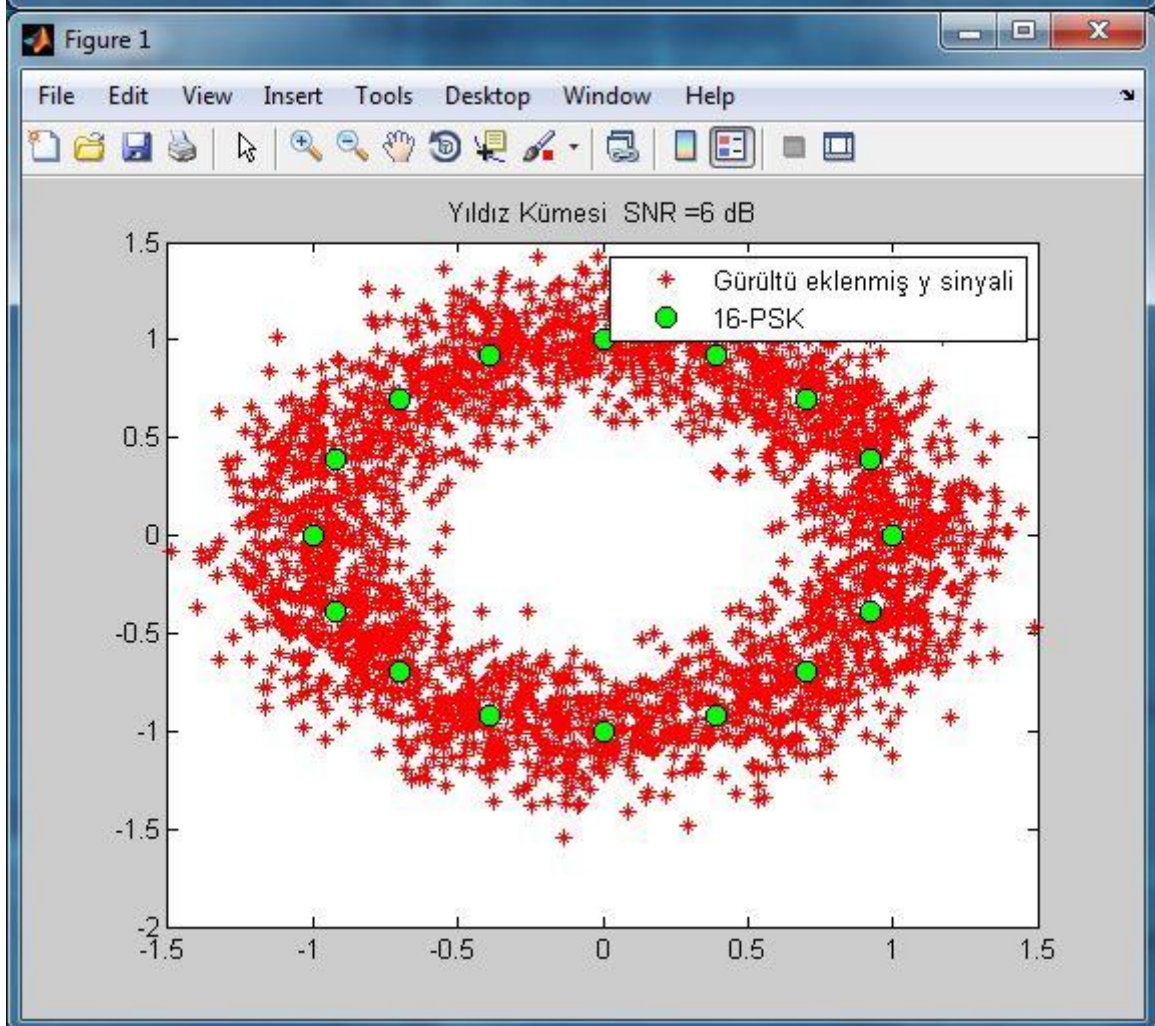 Figure 1
File Edit View Insert Tools Desktop Window Help
Yıldız Kümesi SNR =6 dB
1.5
Gürültü eklenmiş y sinyali
16-PSK
1
0.5
0
-0.5
-1
-1.5
-2
-1.5 -1 -0.5 0 0.5 1 1.5